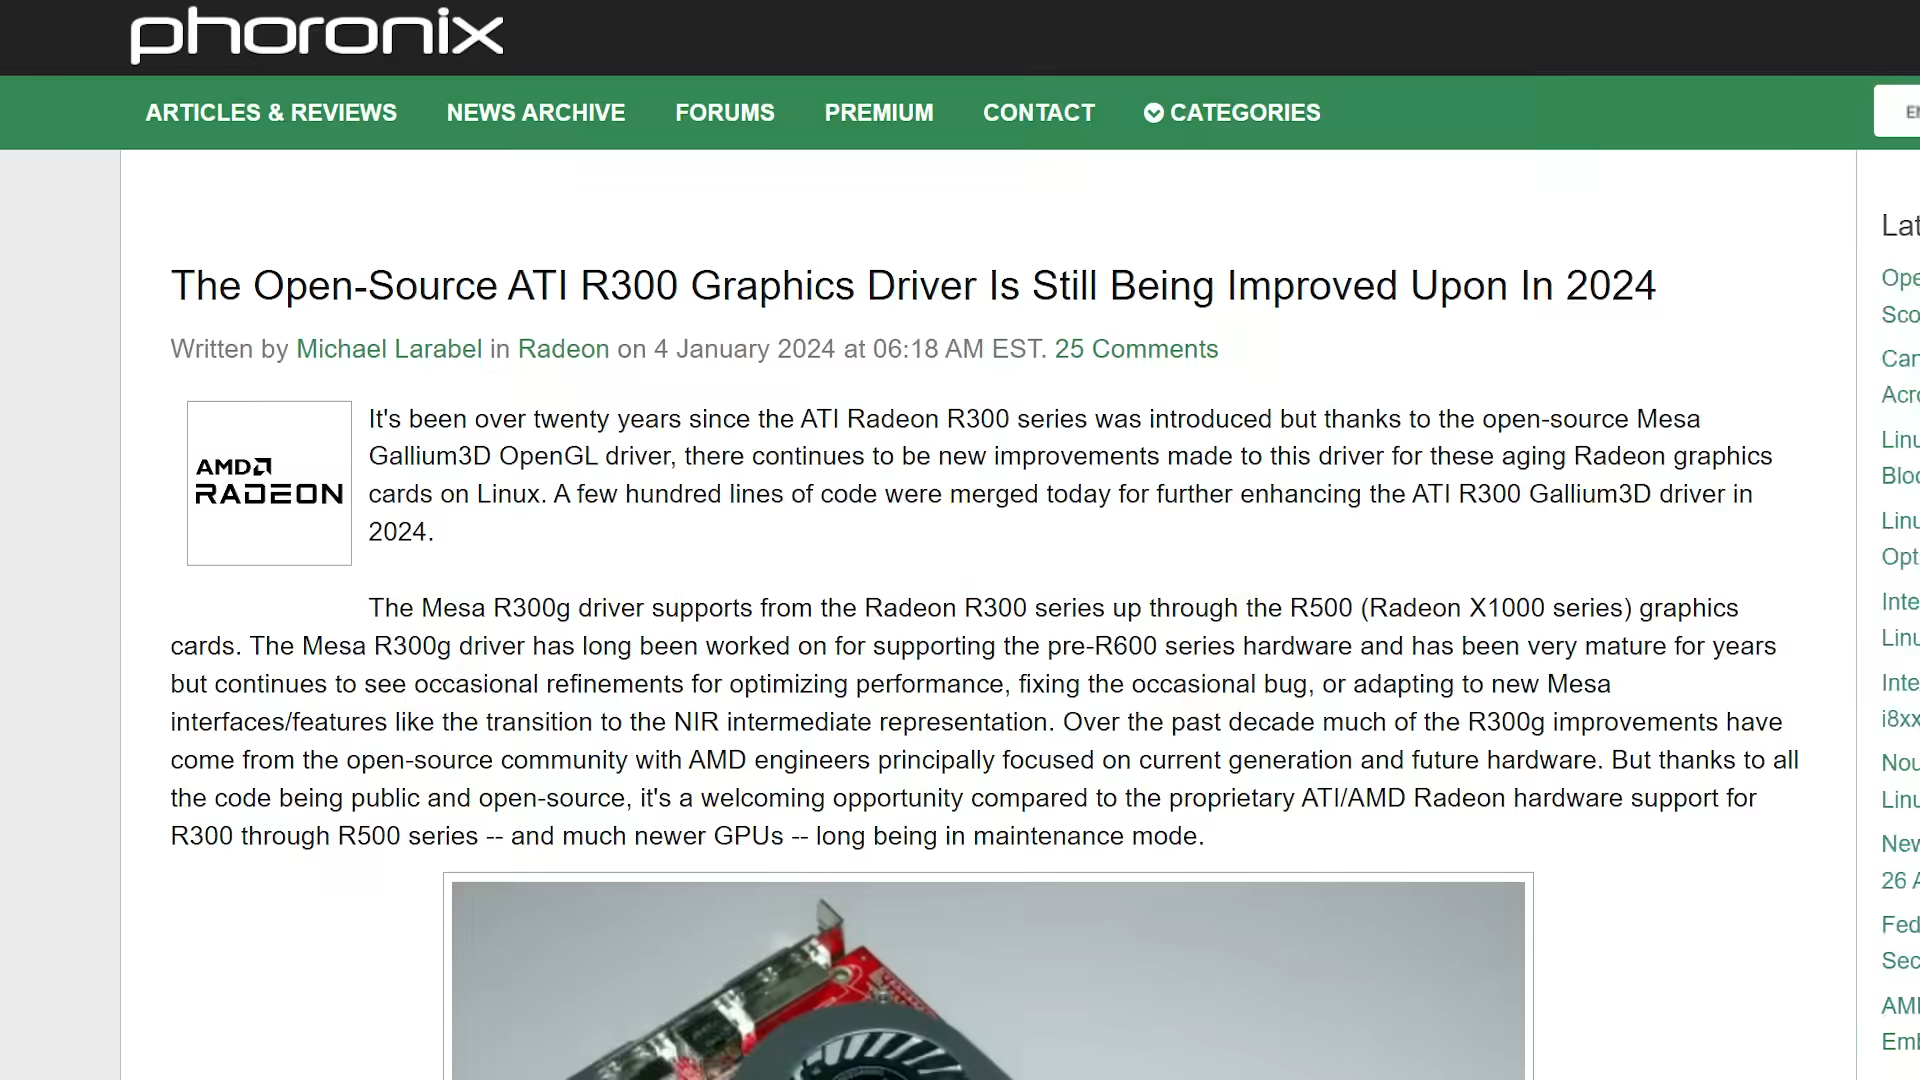 phoronix
ARTICLES & REVIEWS NEWS ARCHIVE FORUMS PREMIUM CONTACT CATEGORIES
The Open-Source ATI R300 Graphics Driver Is Still Being Improved Upon In 2024
Written by Michael Larabel in Radeon on 4 January 2024 at 06:18 AM EST. 25 Comments
AMD
RADEON
It's been over twenty years since the ATI Radeon R300 series was introduced but thanks to the open-source Mesa
Gallium3D OpenGL driver, there continues to be new improvements made to this driver for these aging Radeon graphics
cards on Linux. A few hundred lines of code were merged today for further enhancing the ATI R300 Gallium3D driver in
2024.
The Mesa R300g driver supports from the Radeon R300 series up through the R500 (Radeon X1000 series) graphics
cards. The Mesa R300g driver has long been worked on for supporting the pre-R600 series hardware and has been very mature for years
but continues to see occasional refinements for optimizing performance, fixing the occasional bug, or adapting to new Mesa
interfaces/features like the transition to the NIR intermediate representation. Over the past decade much of the R300g improvements have
come from the open-source community with AMD engineers principally focused on current generation and future hardware. But thanks to all
the code being public and open-source, it's a welcoming opportunity compared to the proprietary ATI/AMD Radeon hardware support for
R300 through R500 series -- and much newer GPUs -- long being in maintenance mode.